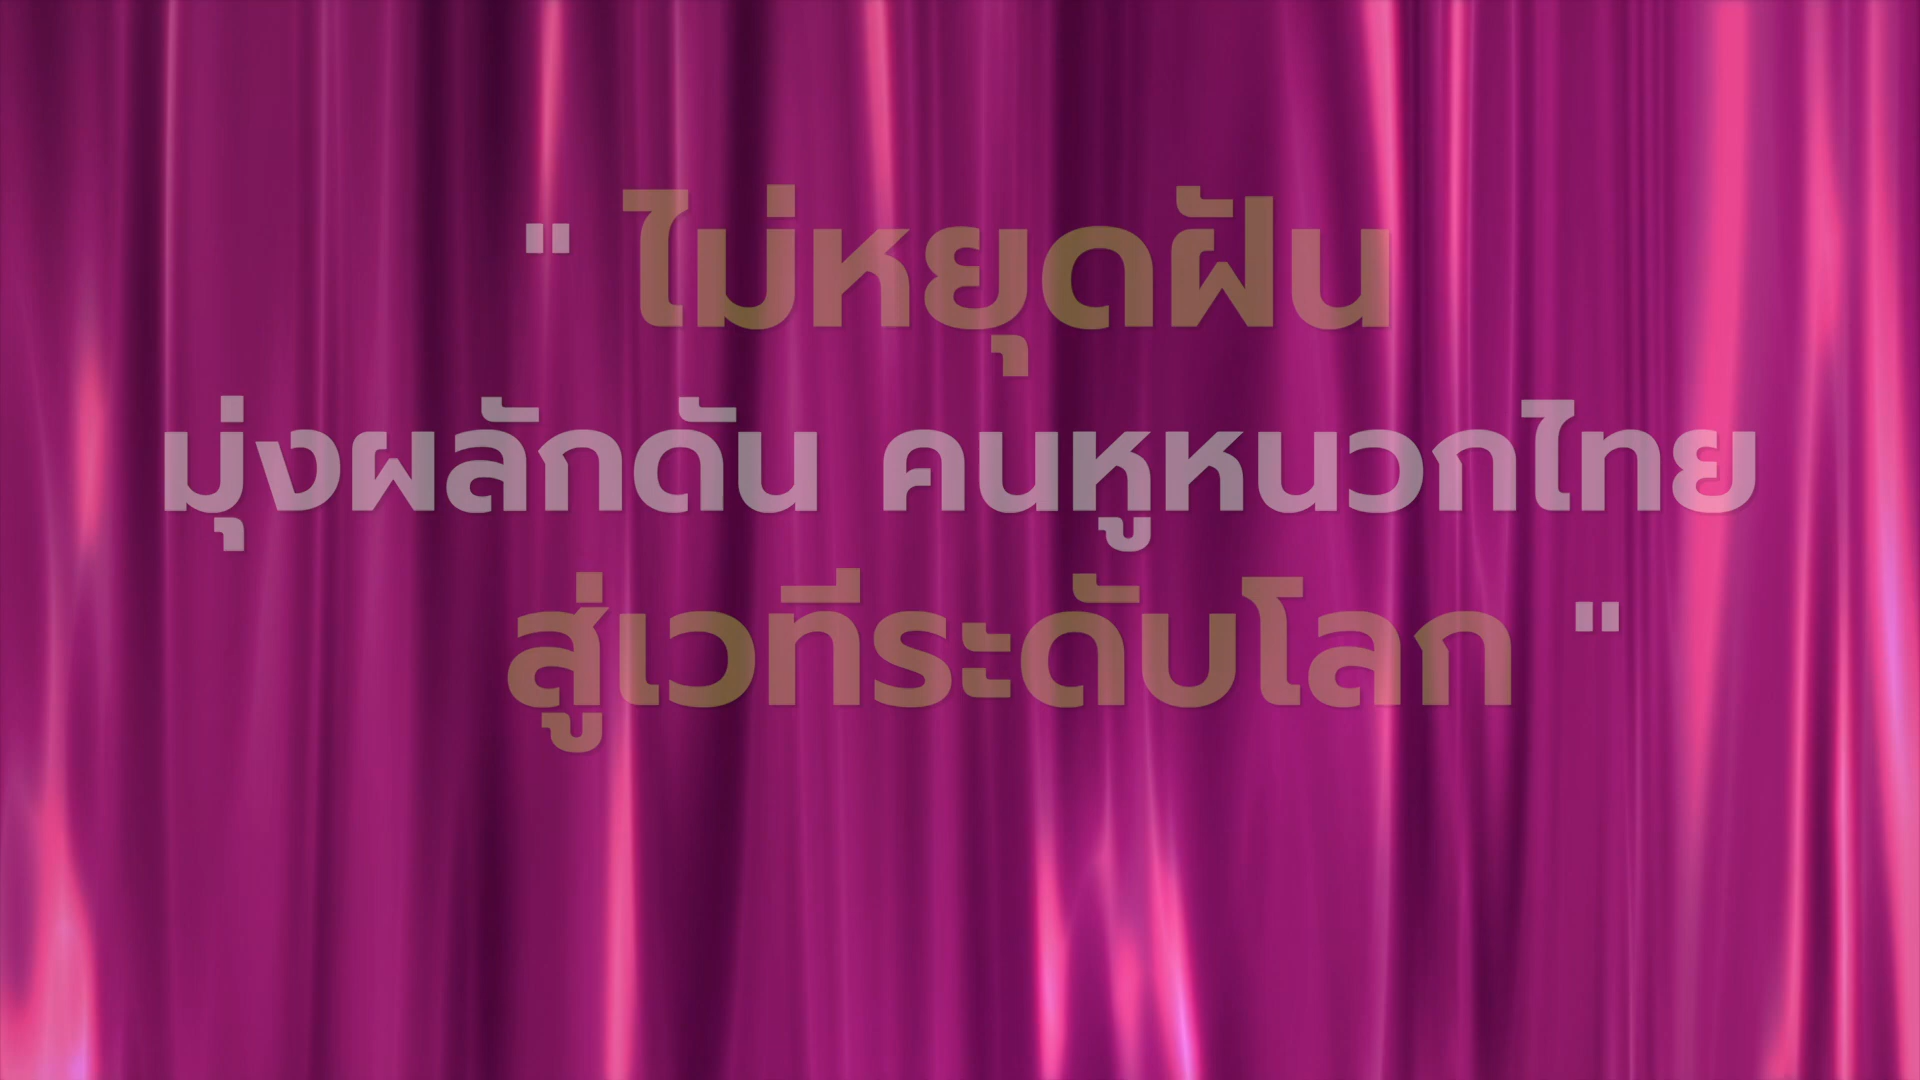 " ไม่หยุดฝัน
มุ่งผลักดัน คนหูหนวกไทย
สู่เวทีระดับโลก "